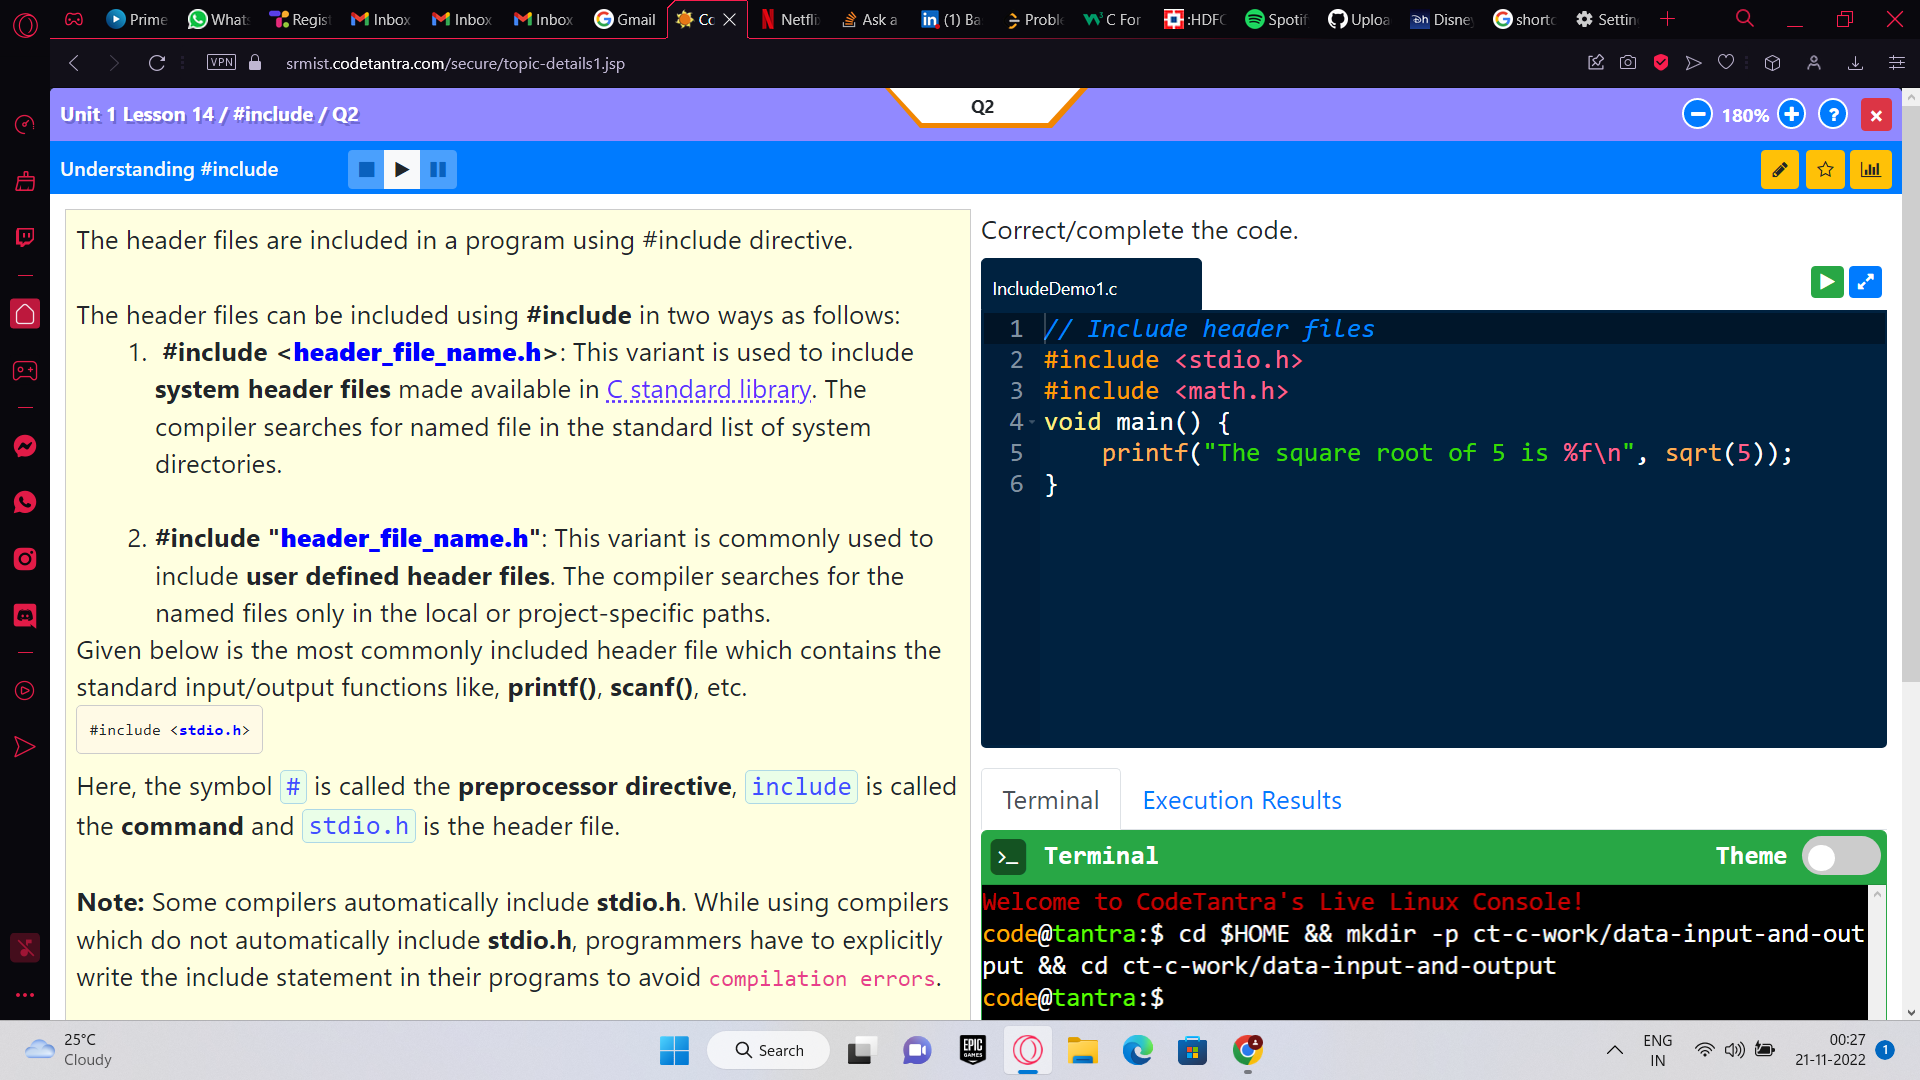 Prime
Whats
Regist
Inbox
Inbox
Inbox
Gmail
Co
Netfli
Ask a
(1) Ba
Proble
C For
:HDFC
Spotif
Uploa
Disney
shortc
Settin
VPN
srmist.codetantra.com/secure/topic-details1.jsp
Unit 1 Lesson 14 / #include / Q2
Q2
180%
Understanding #include
The header files are included in a program using #include directive.
The header files can be included using #include in two ways as follows:
1. #include <header_file_name.h>: This variant is used to include
system header files made available in C standard library. The
compiler searches for named file in the standard list of system
directories.
2. #include "header_file_name.h": This variant is commonly used to
include user defined header files. The compiler searches for the
named files only in the local or project-specific paths.
Given below is the most commonly included header file which contains the
standard input/output functions like, printf(), scanf(), etc.
#include <stdio.h>
Here, the symbol # is called the preprocessor directive, include is called
the command and stdio.h is the header file.
Note: Some compilers automatically include stdio.h. While using compilers
which do not automatically include stdio.h, programmers have to explicitly
write the include statement in their programs to avoid compilation errors.
Correct/complete the code.
IncludeDemo1.c
1 // Include header files
2 #include <stdio.h>
3 #include <math.h>
4 void main() {
5 printf("The square root of 5 is %f\n", sqrt(5));
6 }
Terminal
Execution Results
Terminal
Theme
Welcome to CodeTantra's Live Linux Console!
code@tantra:$ cd $HOME && mkdir -p ct-c-work/data-input-and-out
put && cd ct-c-work/data-input-and-output
code@tantra:$
25°C
Cloudy
Search
EPIC
GAMES
ENG
IN
00:27
21-11-2022
1